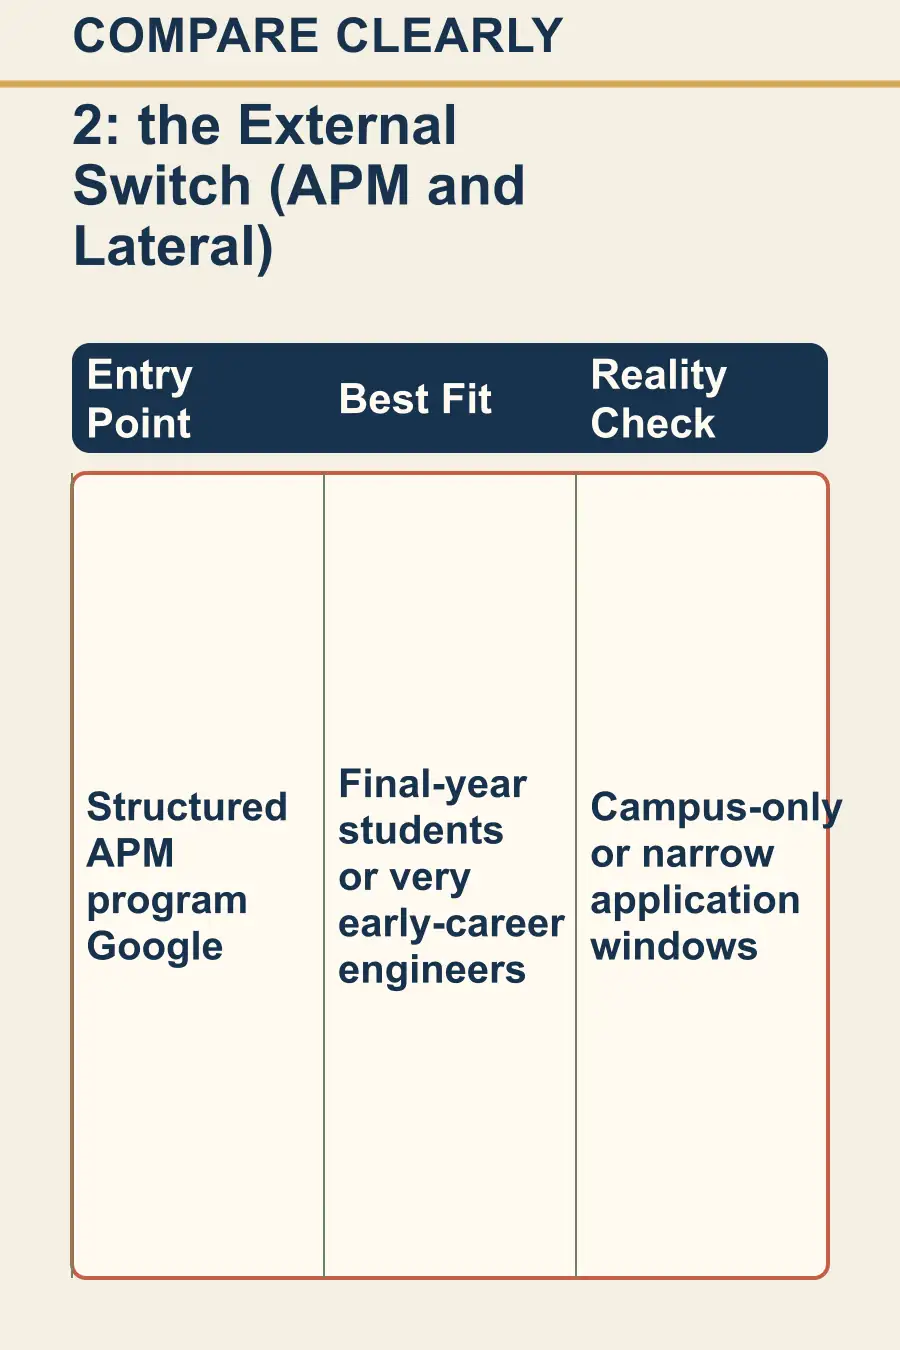 COMPARE CLEARLY
2: the External
Switch (APM and
Lateral)
Entry
Point
Best Fit
Reality
Check
Structured
APM
program
Google
Final-year
students
or very
early-career
engineers
Campus-only
or narrow
application
windows